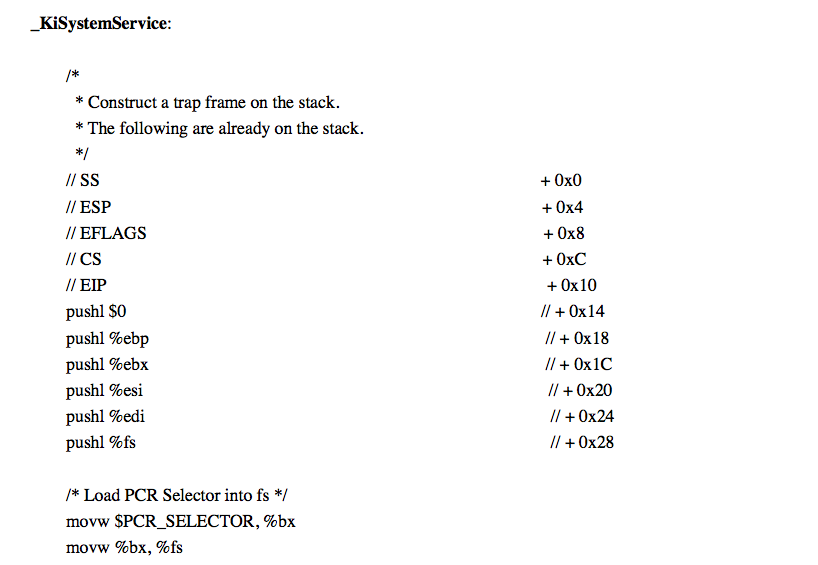 _KiSystemService:
/*
* Construct a trap frame on the stack.
* The following are already on the stack.
*/
// SS + 0x0
// ESP + 0x4
// EFLAGS + 0x8
// CS + 0xC
// EIP + 0x10
pushl $0 // + 0x14
pushl %ebp // + 0x18
pushl %ebx // + 0x1C
pushl %esi // + 0x20
pushl %edi // + 0x24
pushl %fs // + 0x28
/* Load PCR Selector into fs */
movw $PCR_SELECTOR, %bx
movw %bx, %fs